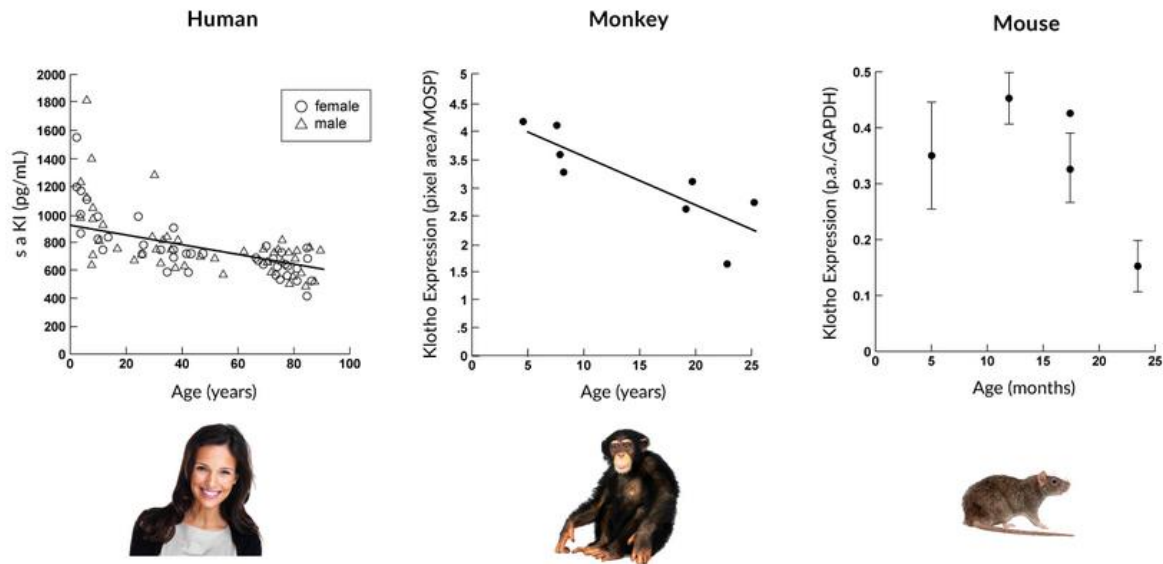 Human
s a Kl (pg/mL)
2000
1800
1600
1400
1200
1000
800
600
400
200
0
0 20 40 60 80 100
female
male
Age (years)
Monkey
Klotho Expression (pixel area/MOSP)
5
4.5
4
3.5
3
2.5
2
1.5
1
.5
0
0 5 10 15 20 25
Age (years)
Mouse
Klotho Expression (p.a./GAPDH)
0.5
0.4
0.3
0.2
0.1
0
0 5 10 15 20 25
Age (months)